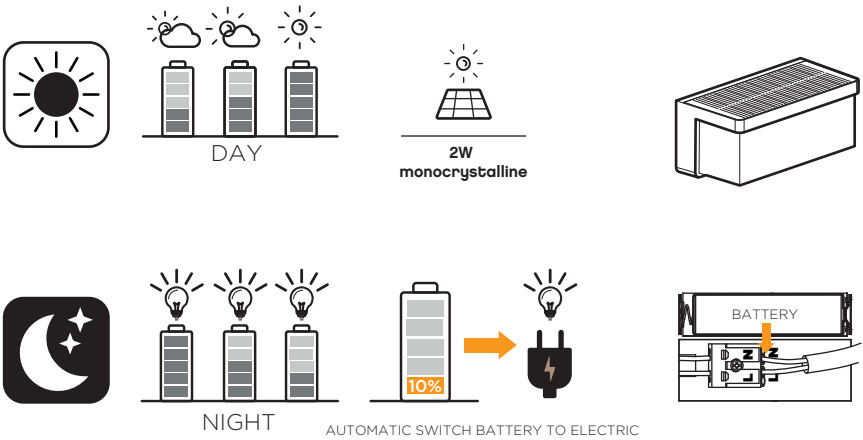 DAY
2W
monocrystalline
NIGHT
10%
AUTOMATIC SWITCH BATTERY TO ELECTRIC
BATTERY
N N
L L